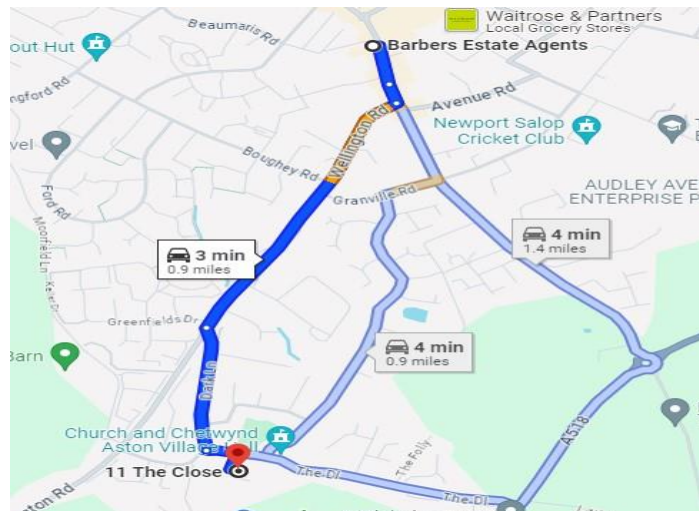 Waitrose & Partners
Local Grocery Stores
Beaumaris Rd
out Hut
Barbers Estate Agents
ngford Rd
Avenue Rd
Wellington Rd
Newport Salop
Cricket Club
vel
Boughey Rd
Granville Rd
AUDLEY AVE
ENTERPRISE P
Ford Rd
Moorfield Ln
3 min
0.9 miles
4 min
1.4 miles
Greenfields Dr
4 min
0.9 miles
Barn
Dark Ln
A518
Church and Chetwynd
Aston Village
11 The Close
The Folly
The Dl
The Dl
ton Rd